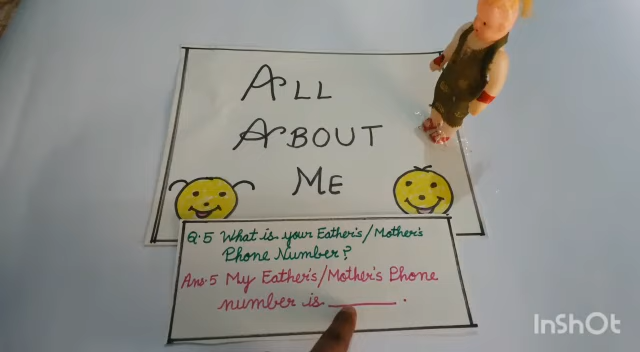 ALL
ABOUT
ME
Q.5 What is your Father's/Mother's
Phone Number?
Ans.5 My Father's/Mother's Phone
number is ________.
InShOt